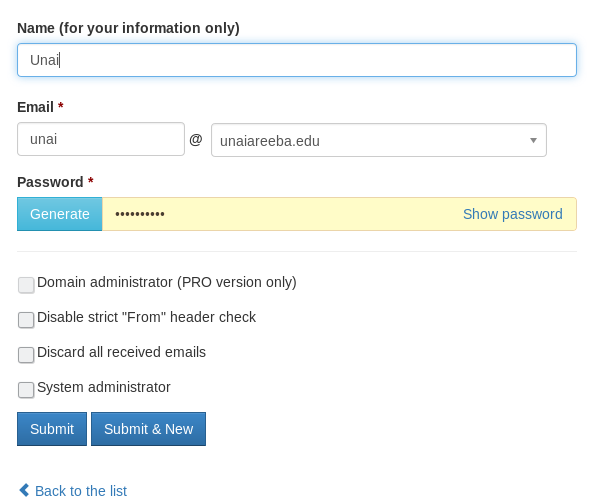 Name (for your information only)
Unai
Email *
unai @ unaiareeba.edu
Password *
Generate •••••••••• Show password
Domain administrator (PRO version only)
Disable strict "From" header check
Discard all received emails
System administrator
Submit Submit & New
Back to the list